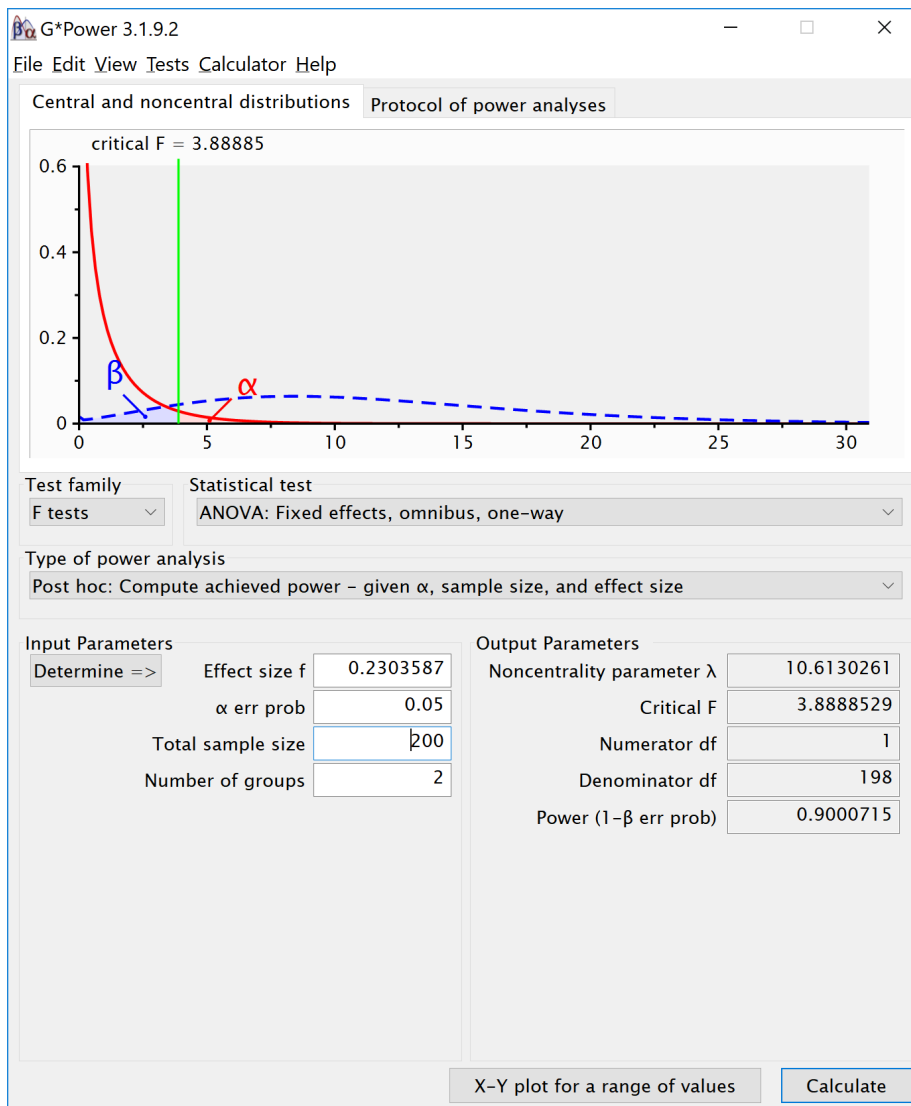 G*Power 3.1.9.2
File Edit View Tests Calculator Help
Central and noncentral distributions Protocol of power analyses
critical F = 3.88885
0.6
0.4
0.2
0
β
α
0 5 10 15 20 25 30
Test family Statistical test
F tests ANOVA: Fixed effects, omnibus, one-way
Type of power analysis
Post hoc: Compute achieved power - given α, sample size, and effect size
Input Parameters
Determine => Effect size f 0.2303587
α err prob 0.05
Total sample size 200
Number of groups 2
Output Parameters
Noncentrality parameter λ 10.6130261
Critical F 3.8888529
Numerator df 1
Denominator df 198
Power (1-β err prob) 0.9000715
X-Y plot for a range of values Calculate